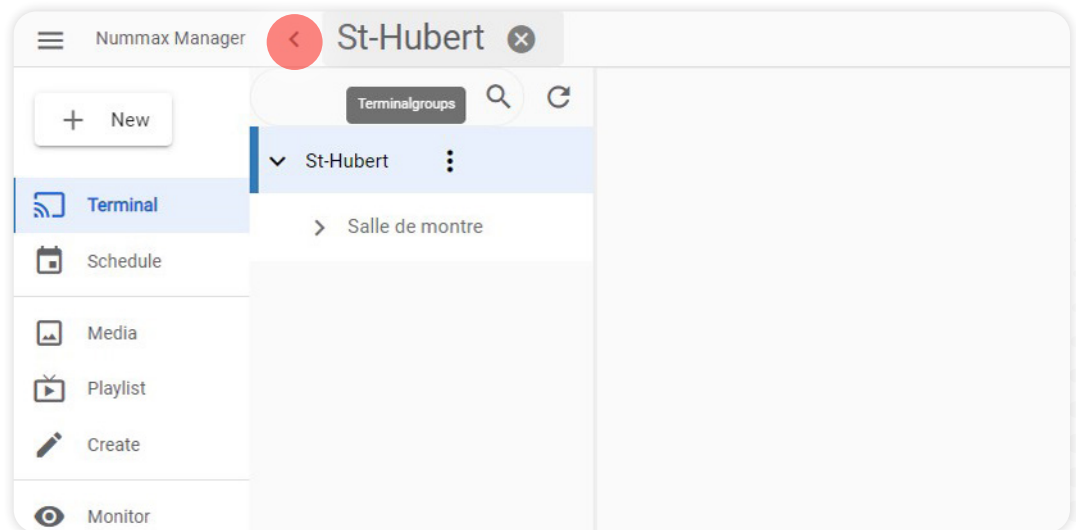 Nummax Manager
St-Hubert
New
Terminalgroups
St-Hubert
Terminal
Salle de montre
Schedule
Media
Playlist
Create
Monitor